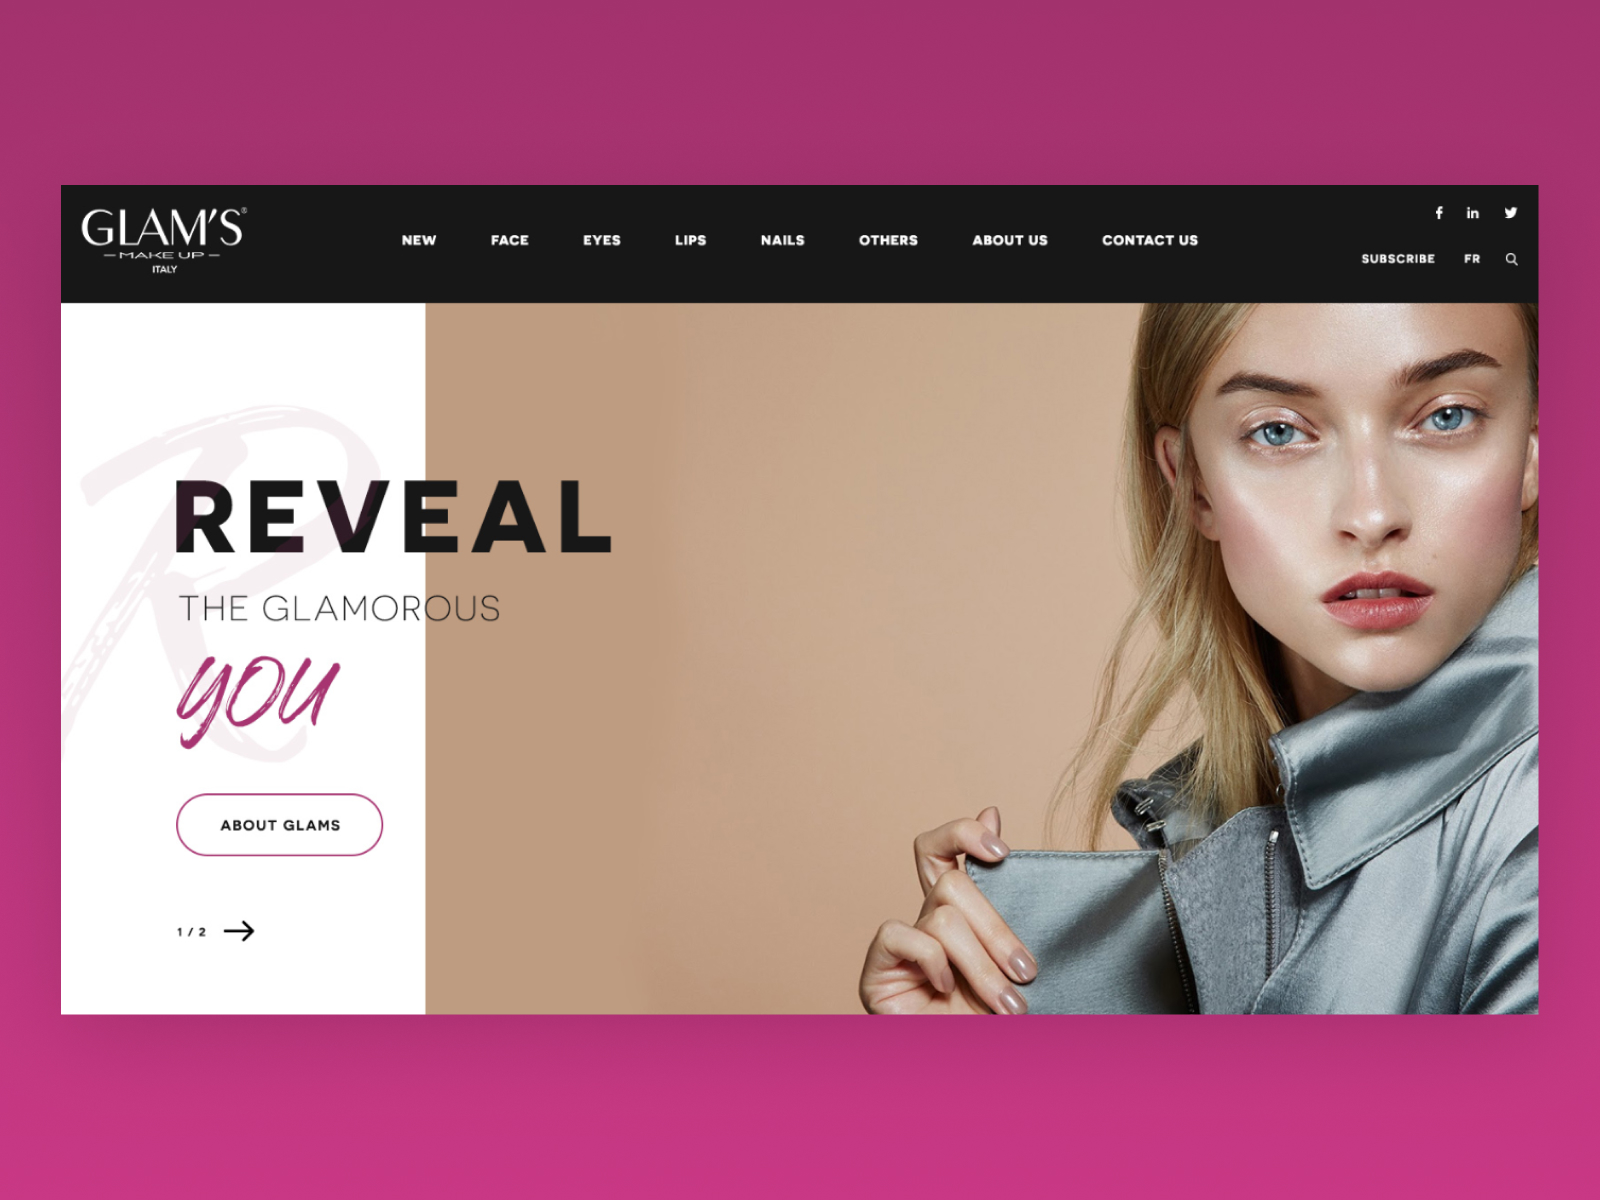 GLAM'S®
MAKE UP
ITALY
NEW FACE EYES LIPS NAILS OTHERS ABOUT US CONTACT US
f in
SUBSCRIBE FR
R
REVEAL
THE GLAMOROUS
you
ABOUT GLAMS
1 / 2